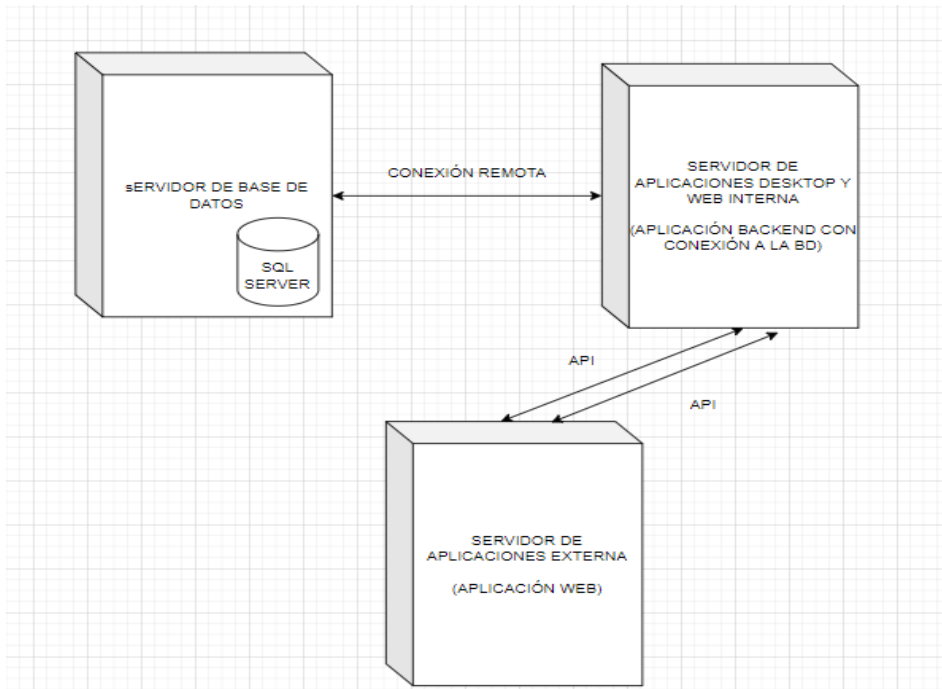 sERVIDOR DE BASE DE
DATOS
SQL
SERVER
CONEXIÓN REMOTA
SERVIDOR DE
APLICACIONES DESKTOP Y
WEB INTERNA
(APLICACIÓN BACKEND CON
CONEXIÓN A LA BD)
API
API
SERVIDOR DE
APLICACIONES EXTERNA
(APLICACIÓN WEB)